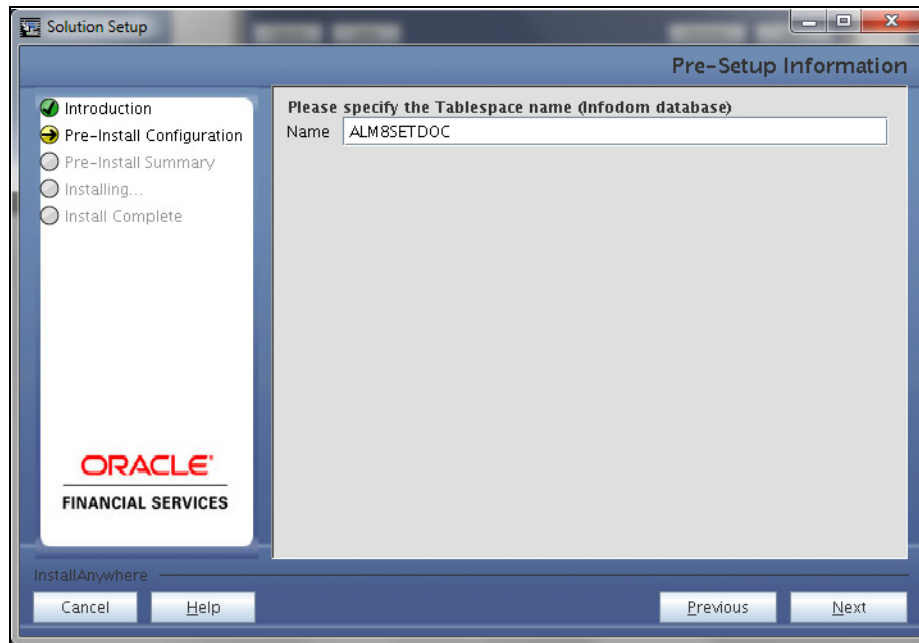 Solution Setup
Pre-Setup Information
Introduction
Pre-Install Configuration
Pre-Install Summary
Installing...
Install Complete
Please specify the Tablespace name (Infodom database)
Name ALM8SETDOC
ORACLE
FINANCIAL SERVICES
InstallAnywhere
Cancel Help Previous Next